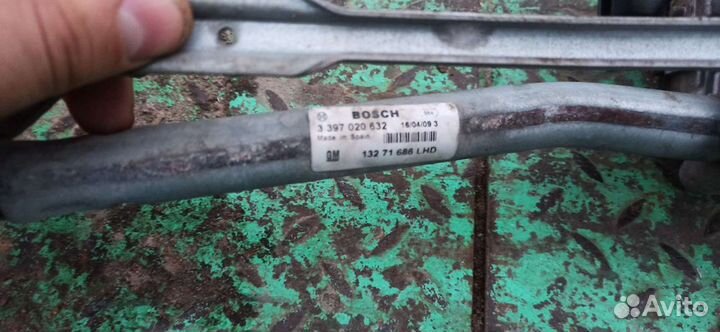 BOSCH
3 397 020 632 16/04/09 3
Made in Spain
GM 132 71 686 LHD
Avito